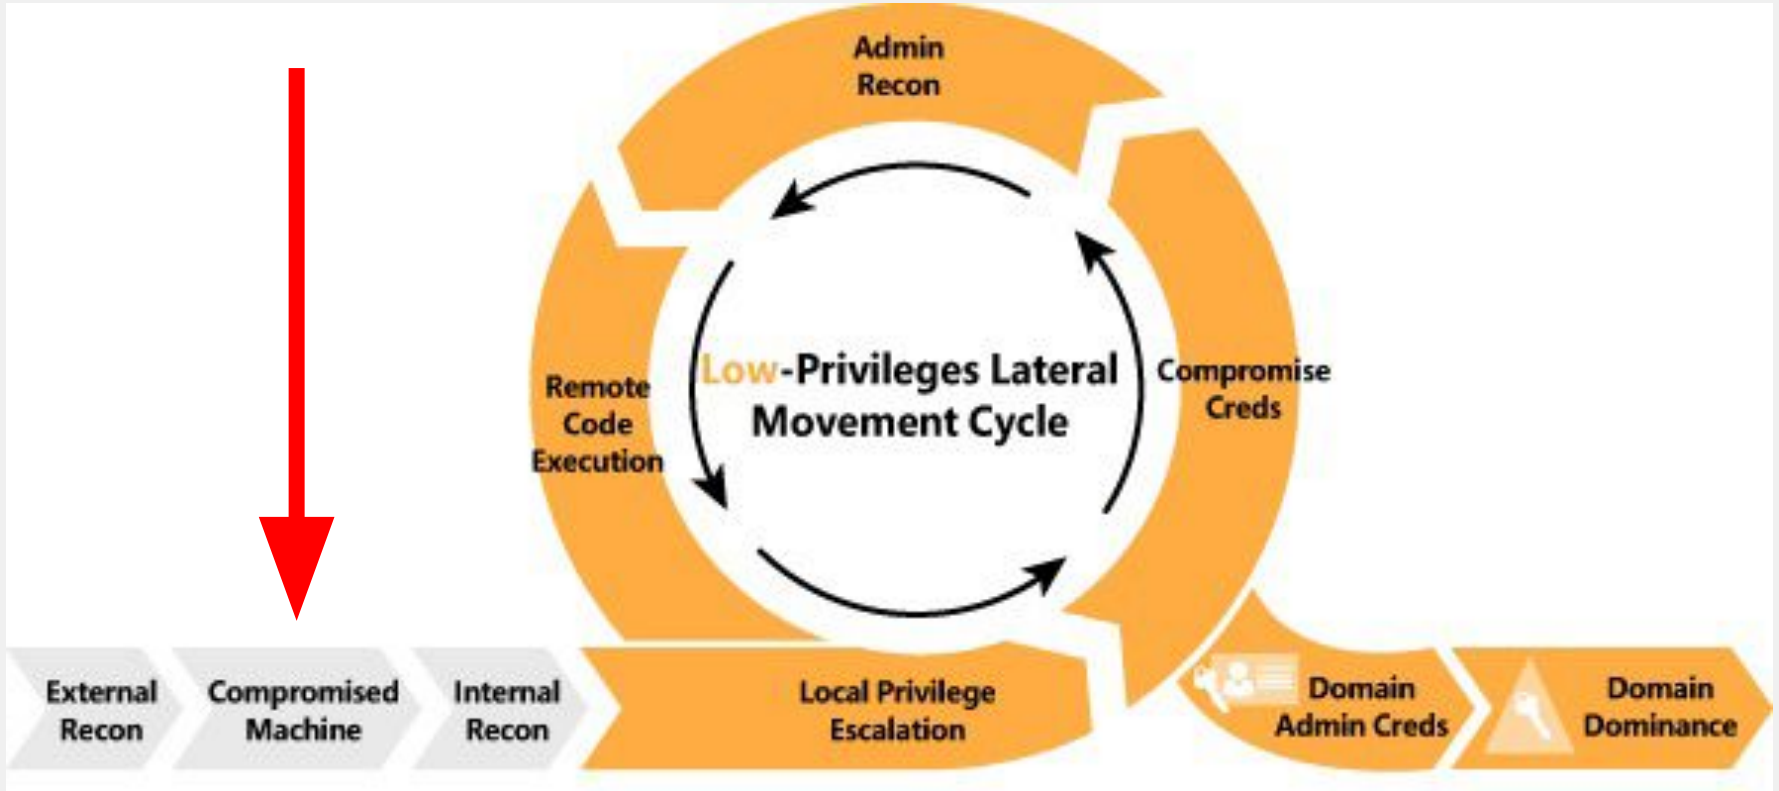 Admin
Recon
Low-Privileges Lateral
Movement Cycle
Compromise
Creds
Remote
Code
Execution
External
Recon
Compromised
Machine
Internal
Recon
Local Privilege
Escalation
Domain
Admin Creds
Domain
Dominance